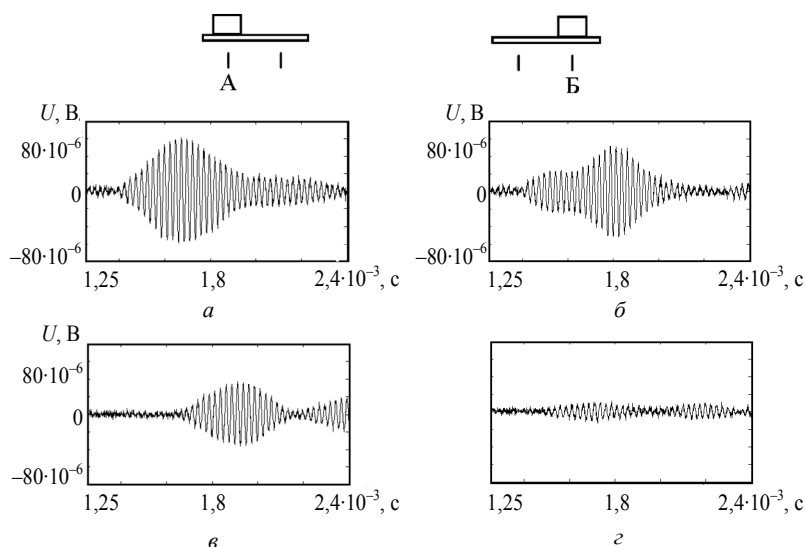 А
Б
U, В
80·10⁻⁶
0
−80·10⁻⁶
1,25 1,8 2,4·10⁻³, с
а
U, В
80·10⁻⁶
0
−80·10⁻⁶
1,25 1,8 2,4·10⁻³, с
б
U, В
80·10⁻⁶
0
−80·10⁻⁶
1,25 1,8 2,4·10⁻³, с
в
1,25 1,8 2,4·10⁻³, с
г